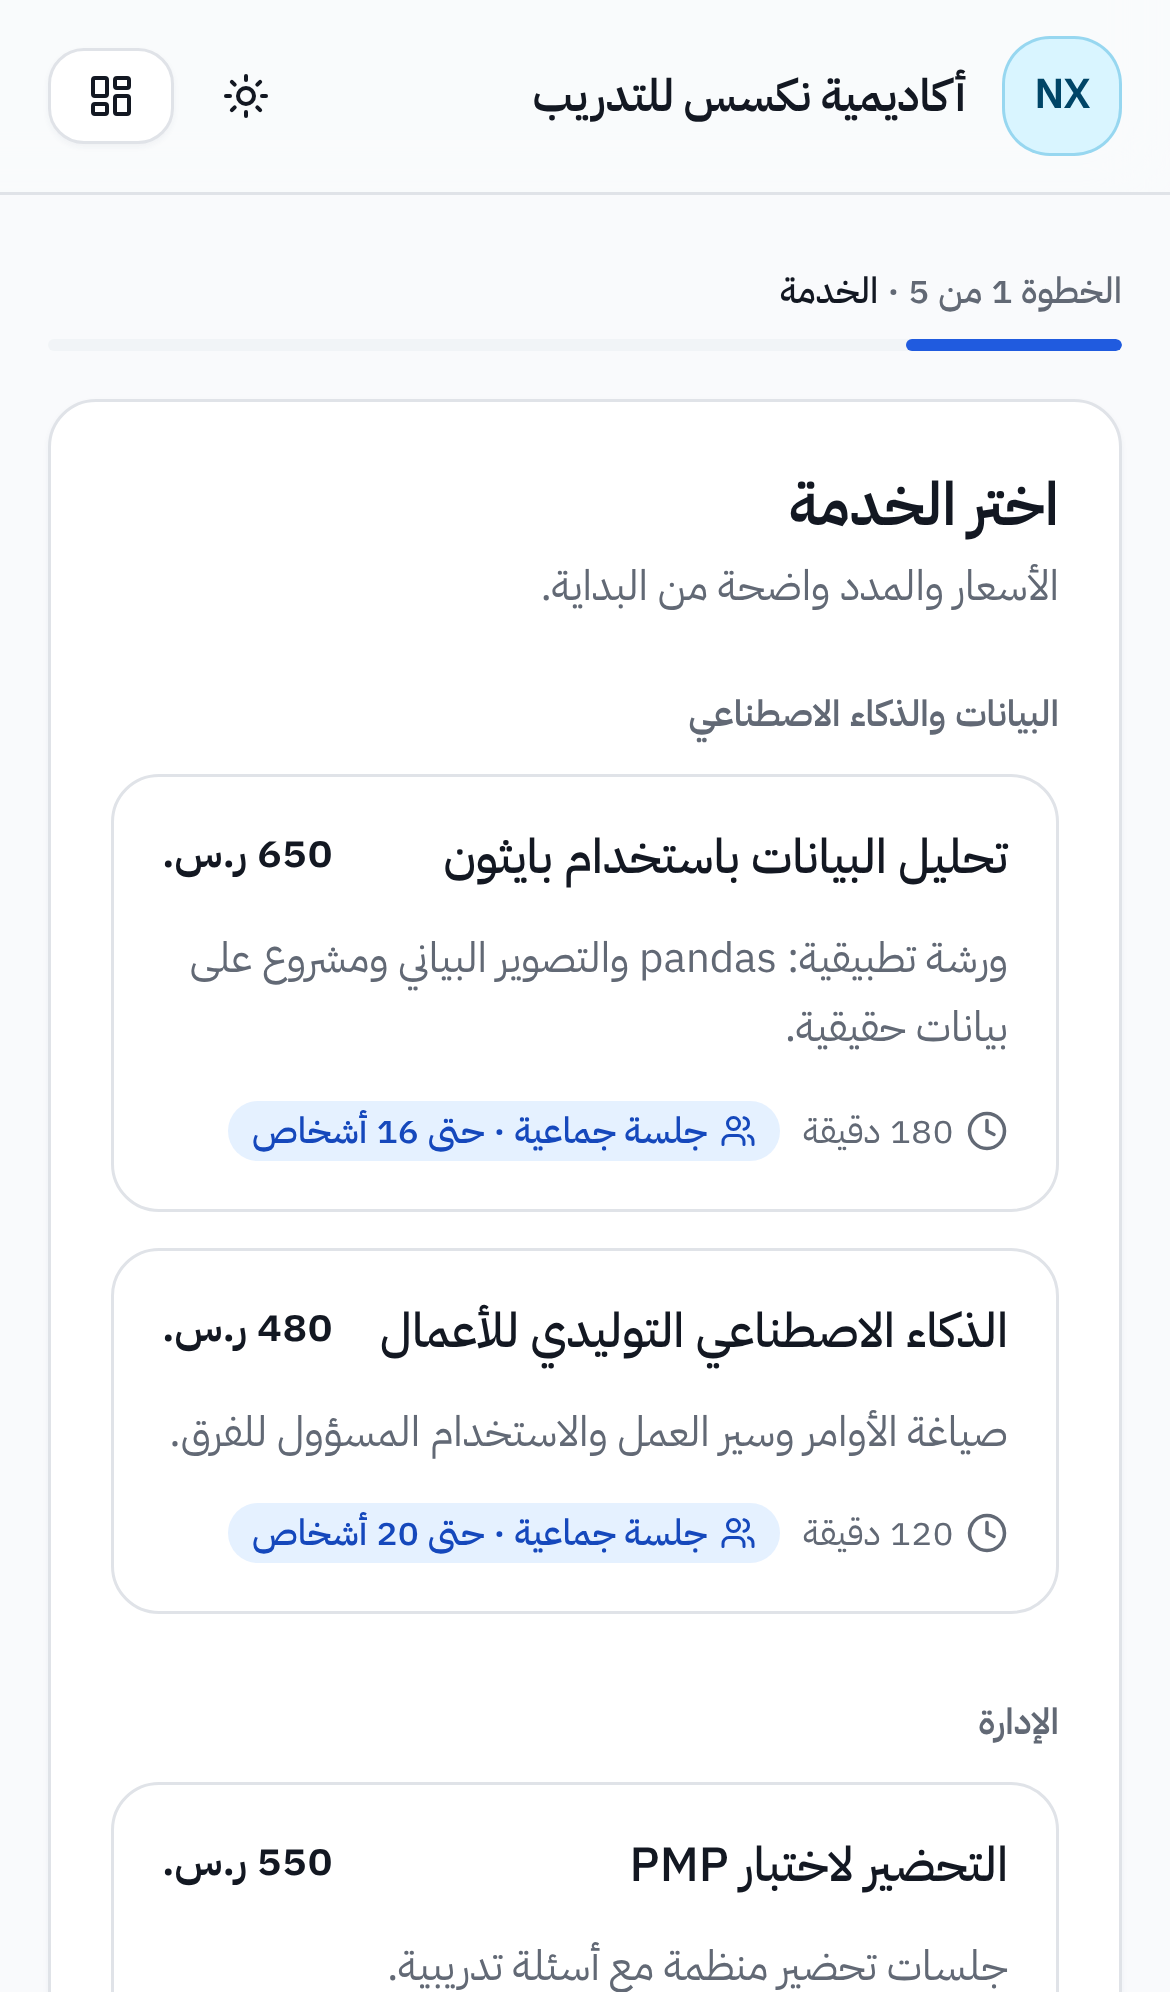 NX
أكاديمية نكسس للتدريب
الخطوة 1 من 5 · الخدمة
اختر الخدمة
الأسعار والمدد واضحة من البداية.
البيانات والذكاء الاصطناعي
تحليل البيانات باستخدام بايثون
650 ر.س.
ورشة تطبيقية: pandas والتصوير البياني ومشروع على
بيانات حقيقية.
180 دقيقة
جلسة جماعية · حتى 16 أشخاص
الذكاء الاصطناعي التوليدي للأعمال
480 ر.س.
صياغة الأوامر وسير العمل والاستخدام المسؤول للفرق.
120 دقيقة
جلسة جماعية · حتى 20 أشخاص
الإدارة
التحضير لاختبار PMP
550 ر.س.
جلسات تحضير منظمة مع أسئلة تدريبية.